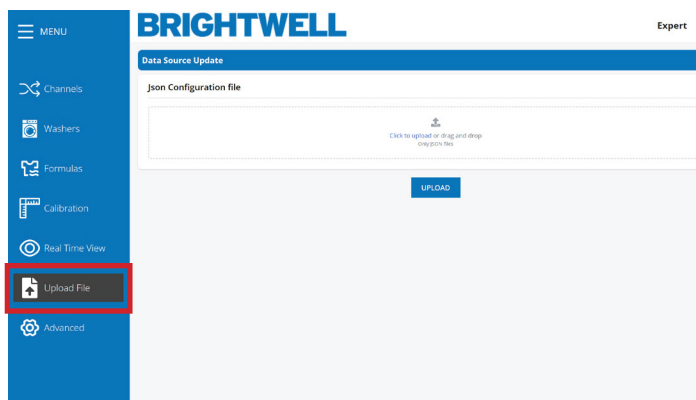 MENU
BRIGHTWELL
Expert
Data Source Update
Json Configuration file
Channels
Washers
Click to upload or drag and drop
Only JSON files
Formulas
UPLOAD
Calibration
Real Time View
Upload File
Advanced